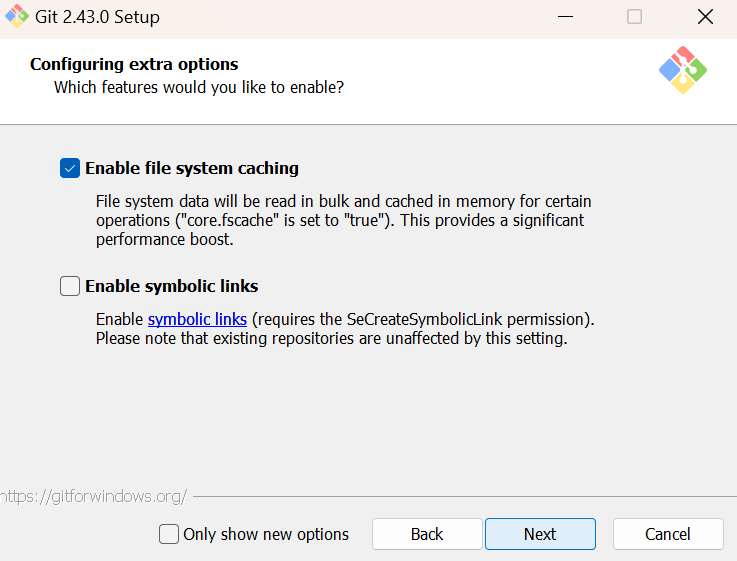 Git 2.43.0 Setup
Configuring extra options
Which features would you like to enable?
Enable file system caching
File system data will be read in bulk and cached in memory for certain
operations ("core.fscache" is set to "true"). This provides a significant
performance boost.
Enable symbolic links
Enable symbolic links (requires the SeCreateSymbolicLink permission).
Please note that existing repositories are unaffected by this setting.
https://gitforwindows.org/
Only show new options
Back
Next
Cancel